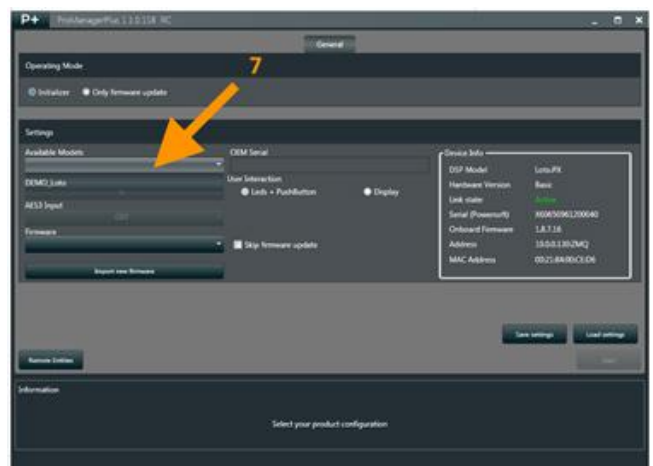 P+ ProManagerPlus 1.1.0.158 RC
General
Operating Mode
Initializer Only firmware update
7
Settings
Available Models OEM Serial
DEMO_Loto
User Interaction
Leds + PushButton Display
AES3 Input
Firmware
Skip firmware update
Import new firmware
Device Info
DSP Model Loto.PX
Hardware Version Basic
Link state Active
Serial (Powersoft)
Onboard Firmware 1.8.7.16
Address
MAC Address
Save settings Load settings
Remote Entities
Information
Select your product configuration